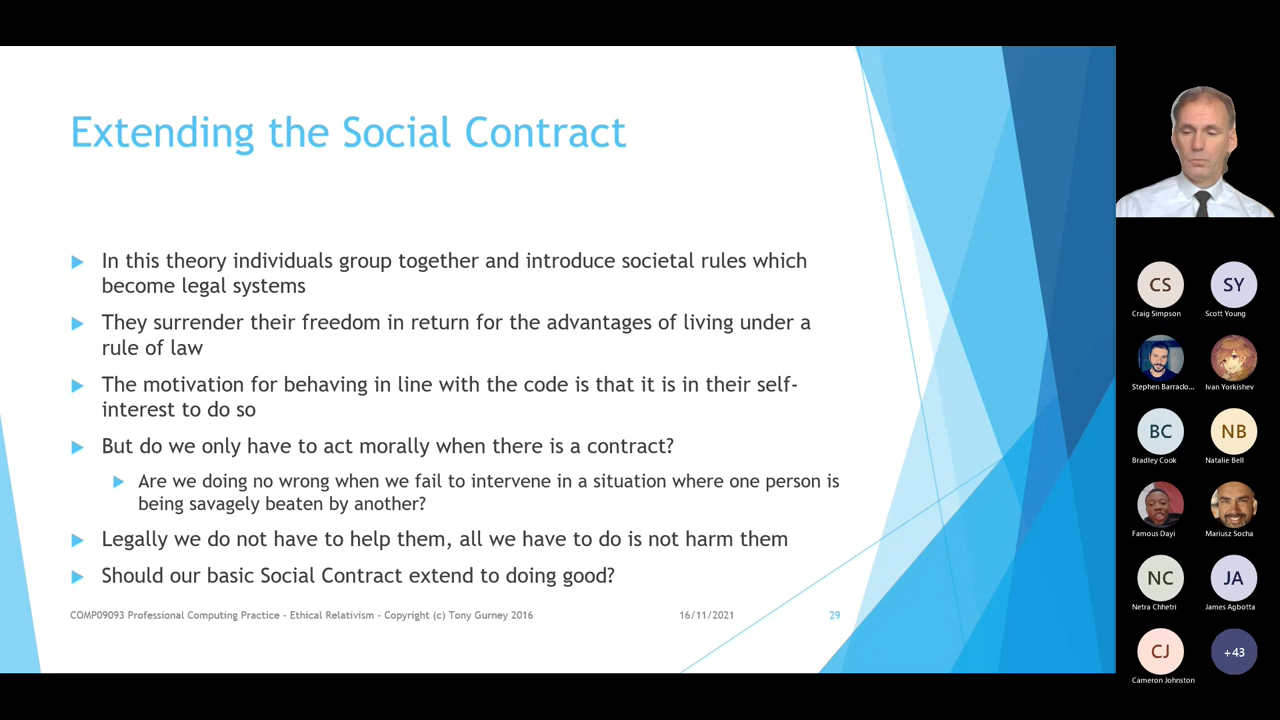 Extending the Social Contract
In this theory individuals group together and introduce societal rules which
become legal systems
They surrender their freedom in return for the advantages of living under a
rule of law
The motivation for behaving in line with the code is that it is in their self-
interest to do so
But do we only have to act morally when there is a contract?
Are we doing no wrong when we fail to intervene in a situation where one person is
being savagely beaten by another?
Legally we do not have to help them, all we have to do is not harm them
Should our basic Social Contract extend to doing good?
COMP09093 Professional Computing Practice - Ethical Relativism - Copyright (c) Tony Gurney 2016
16/11/2021
29
CS
SY
Craig Simpson
Scott Young
Stephen Barraclo...
Ivan Yorkishev
BC
NB
Bradley Cook
Natalie Bell
Famous Dayi
Mariusz Socha
NC
JA
Netra Chhetri
James Agbotta
CJ
+43
Cameron Johnston